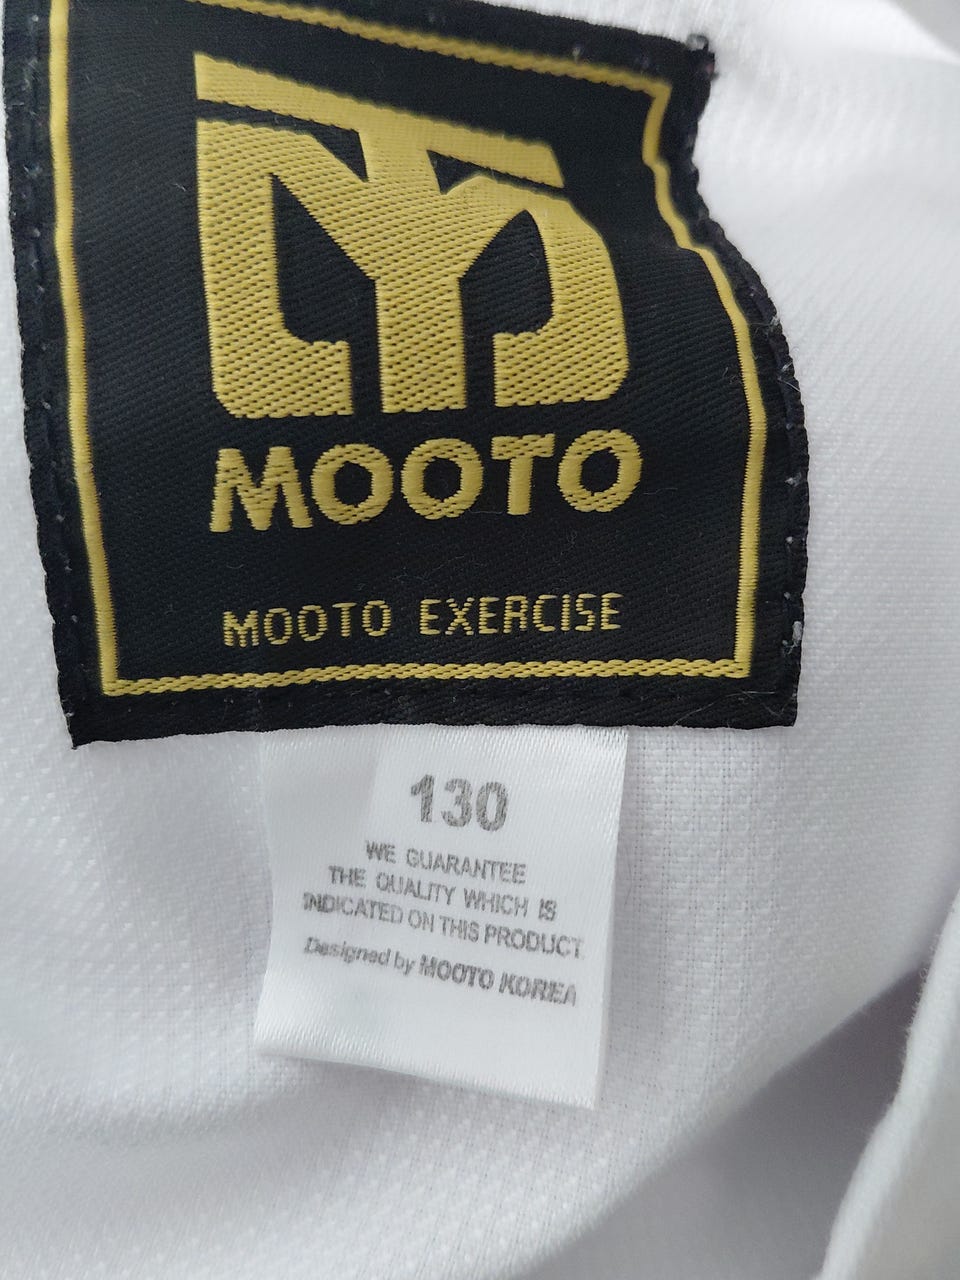 MOOTO
MOOTO EXERCISE
130
WE GUARANTEE
THE QUALITY WHICH IS
INDICATED ON THIS PRODUCT.
Designed by MOOTO KOREA